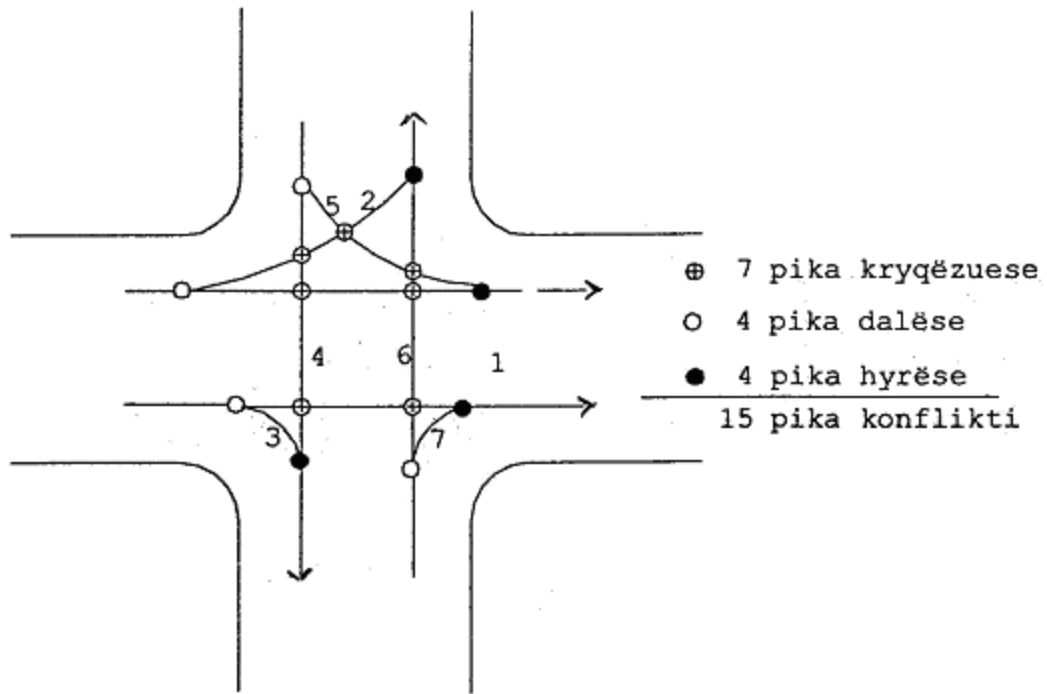 5 2
4 6 1
3 7
⊕ 7 pika kryqëzuese
○ 4 pika dalëse
● 4 pika hyrëse
15 pika konflikti